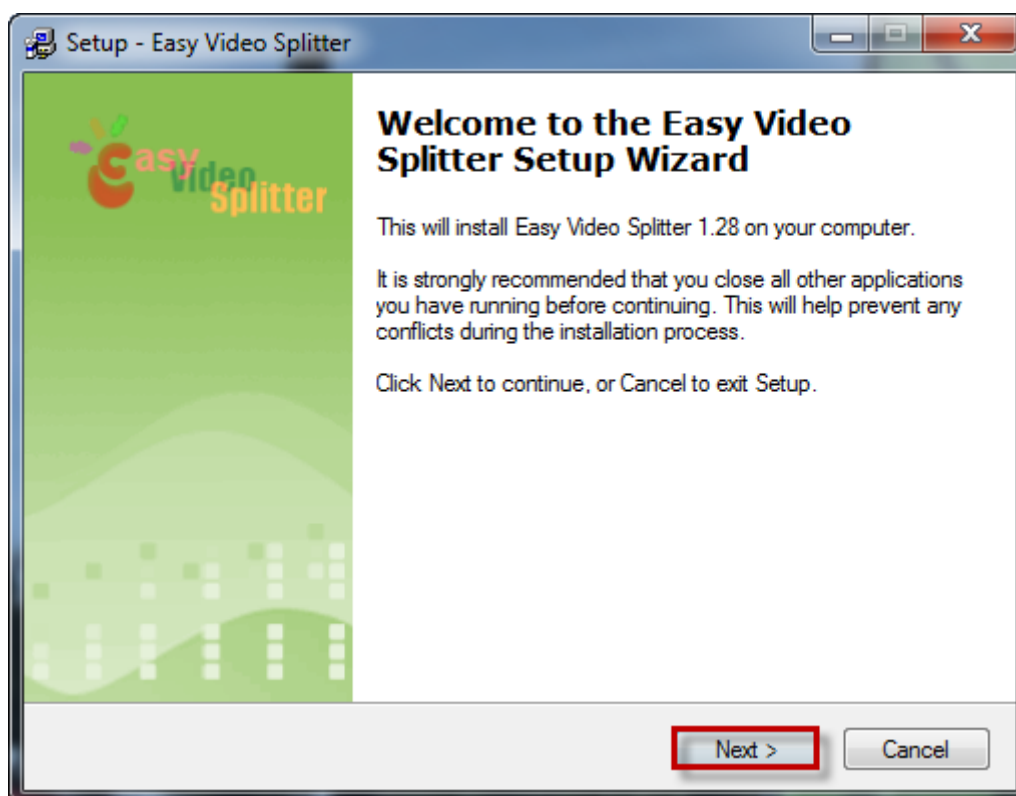 Setup - Easy Video Splitter
Easy
Video
Splitter
Welcome to the Easy Video
Splitter Setup Wizard
This will install Easy Video Splitter 1.28 on your computer.
It is strongly recommended that you close all other applications
you have running before continuing. This will help prevent any
conflicts during the installation process.
Click Next to continue, or Cancel to exit Setup.
Next >
Cancel